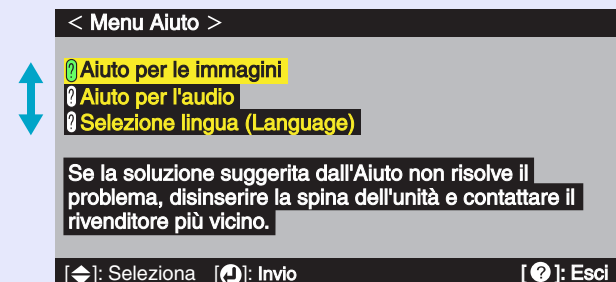 < Menu Aiuto >
Aiuto per le immagini
Aiuto per l'audio
Selezione lingua (Language)
Se la soluzione suggerita dall'Aiuto non risolve il
problema, disinserire la spina dell'unità e contattare il
rivenditore più vicino.
[]: Seleziona []: Invio [?]: Esci